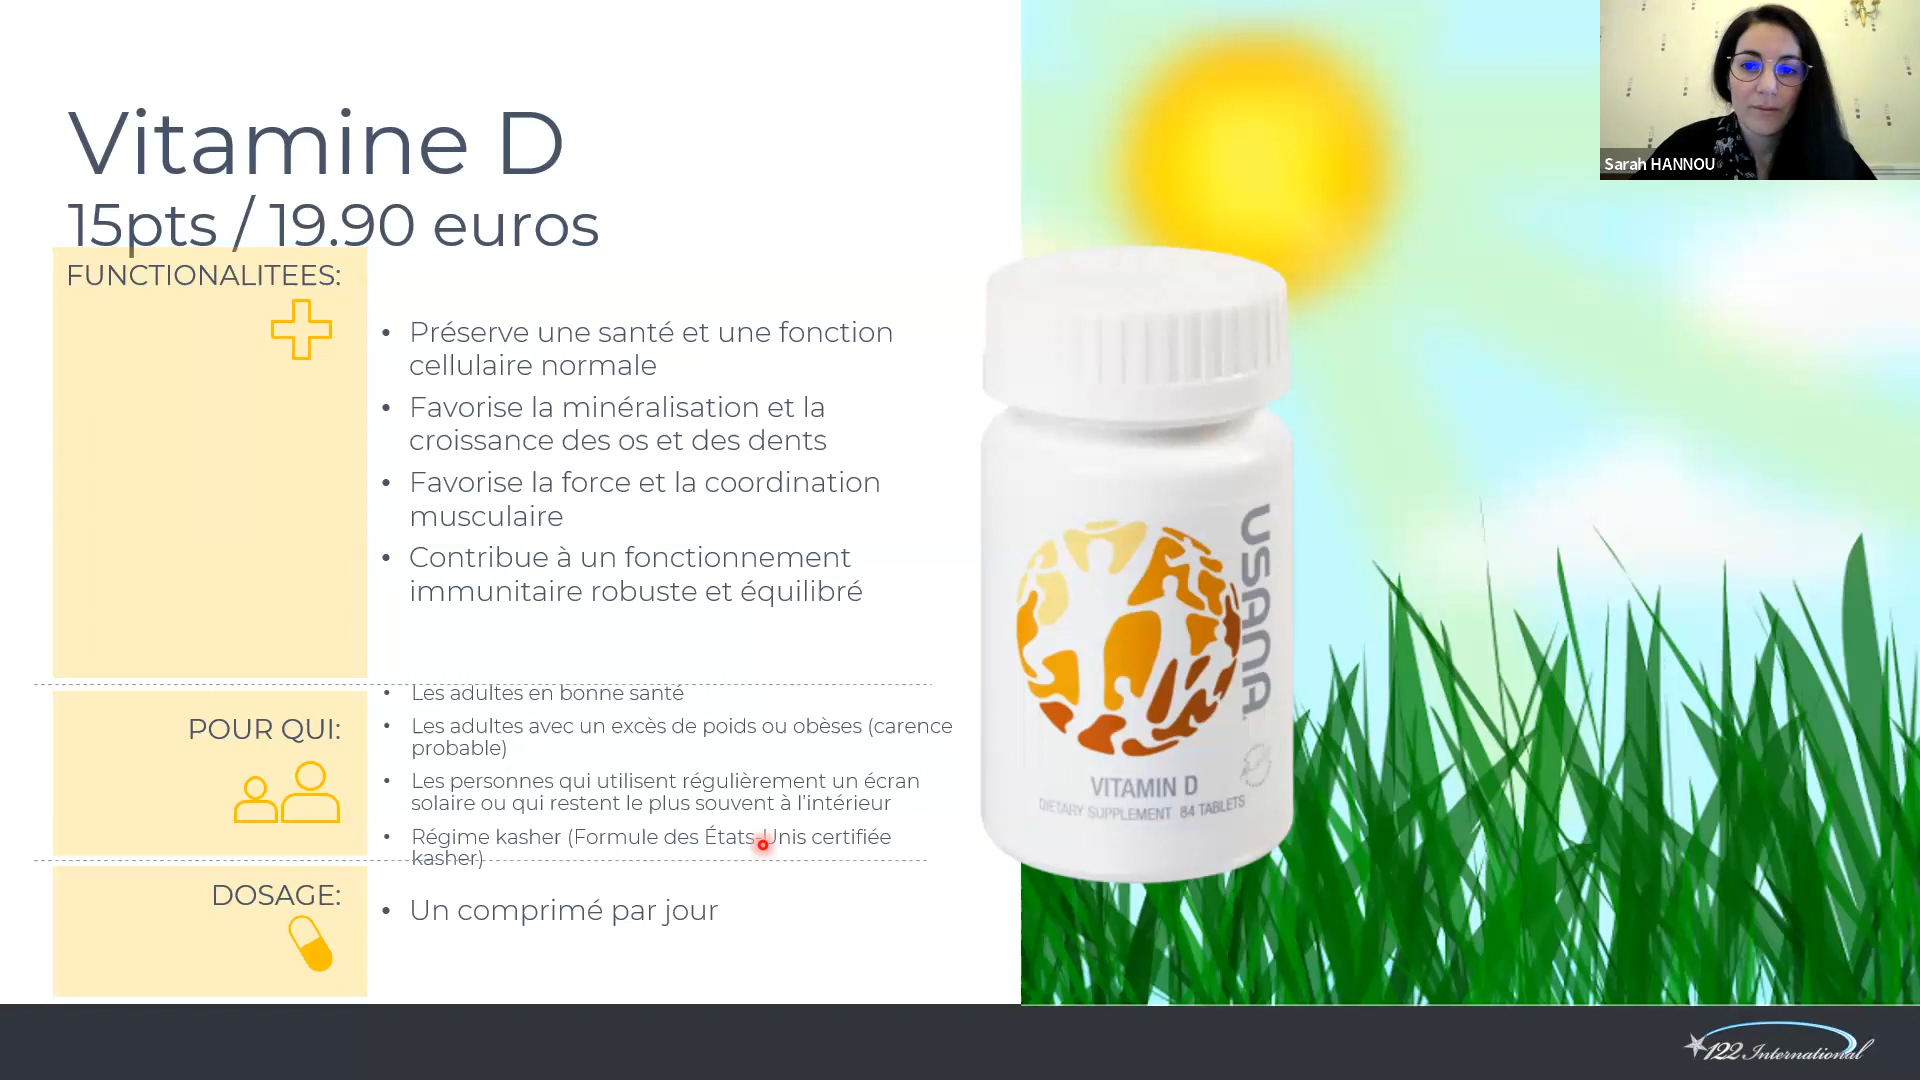 Vitamine D
15pts / 19.90 euros
FUNCTIONALITEES:
• Préserve une santé et une fonction
cellulaire normale
• Favorise la minéralisation et la
croissance des os et des dents
• Favorise la force et la coordination
musculaire
• Contribue à un fonctionnement
immunitaire robuste et équilibré
POUR QUI:
• Les adultes en bonne santé
• Les adultes avec un excès de poids ou obèses (carence
probable)
• Les personnes qui utilisent régulièrement un écran
solaire ou qui restent le plus souvent à l'intérieur
• Régime kasher (Formule des États-Unis certifiée
kasher)
DOSAGE:
• Un comprimé par jour
USANA
VITAMIN D
DIETARY SUPPLEMENT 84 TABLETS
Sarah HANNOU
122 International